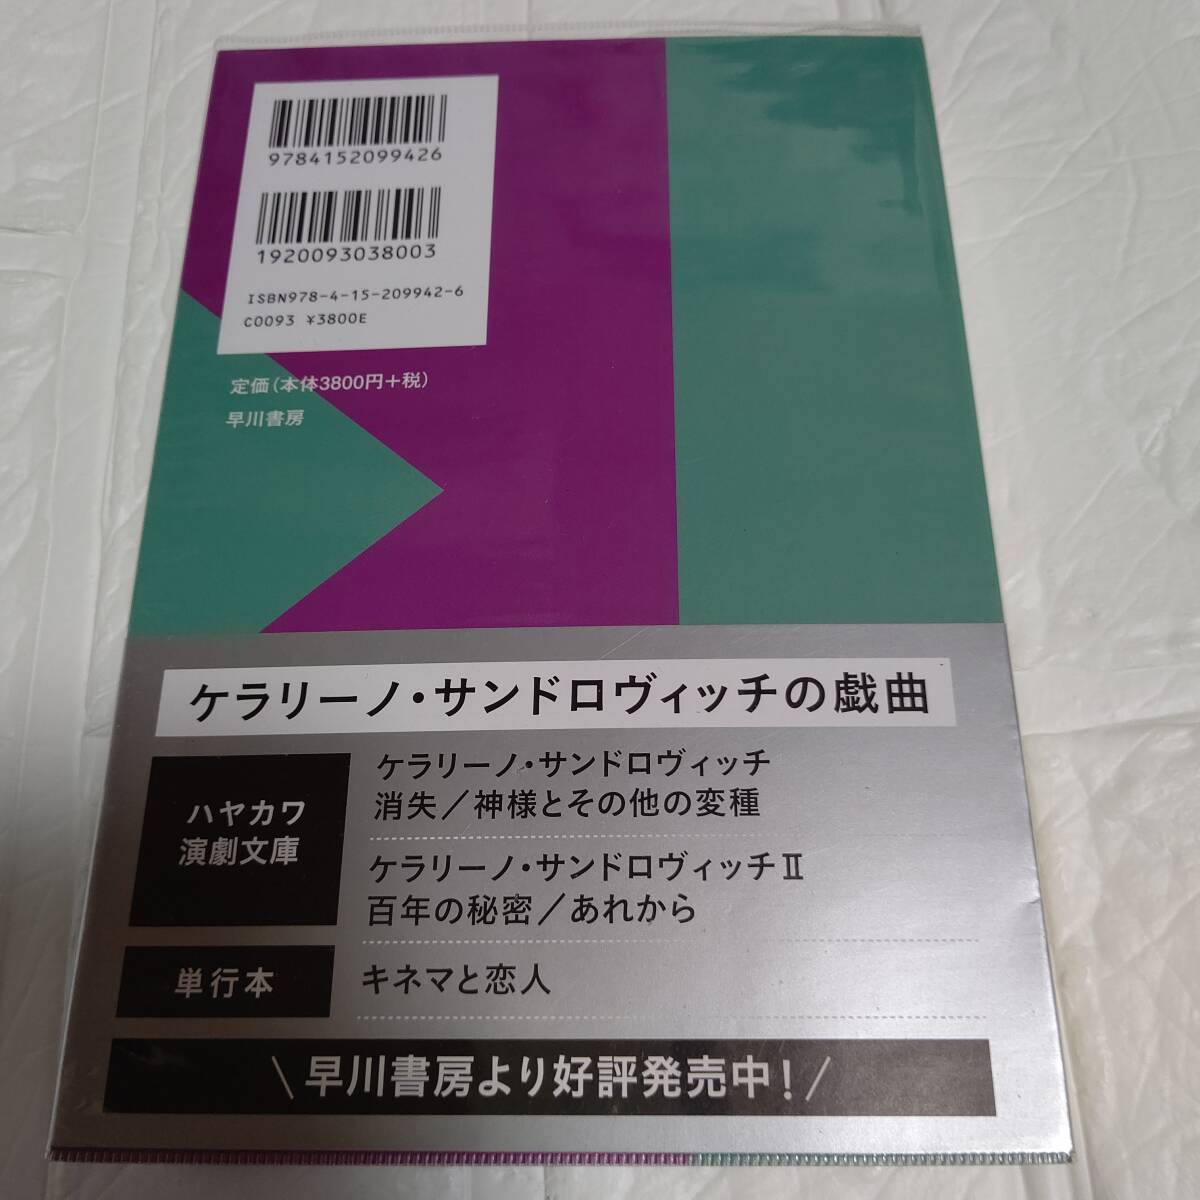 9784152099426
1920093038003
ISBN978-4-15-209942-6
C0093 ¥3800E
定価(本体3800円+税)
早川書房
ケラリーノ・サンドロヴィッチの戯曲
ハヤカワ
演劇文庫
ケラリーノ・サンドロヴィッチ
消失/神様とその他の変種
ケラリーノ・サンドロヴィッチⅡ
百年の秘密/あれから
単行本
キネマと恋人
\早川書房より好評発売中!/